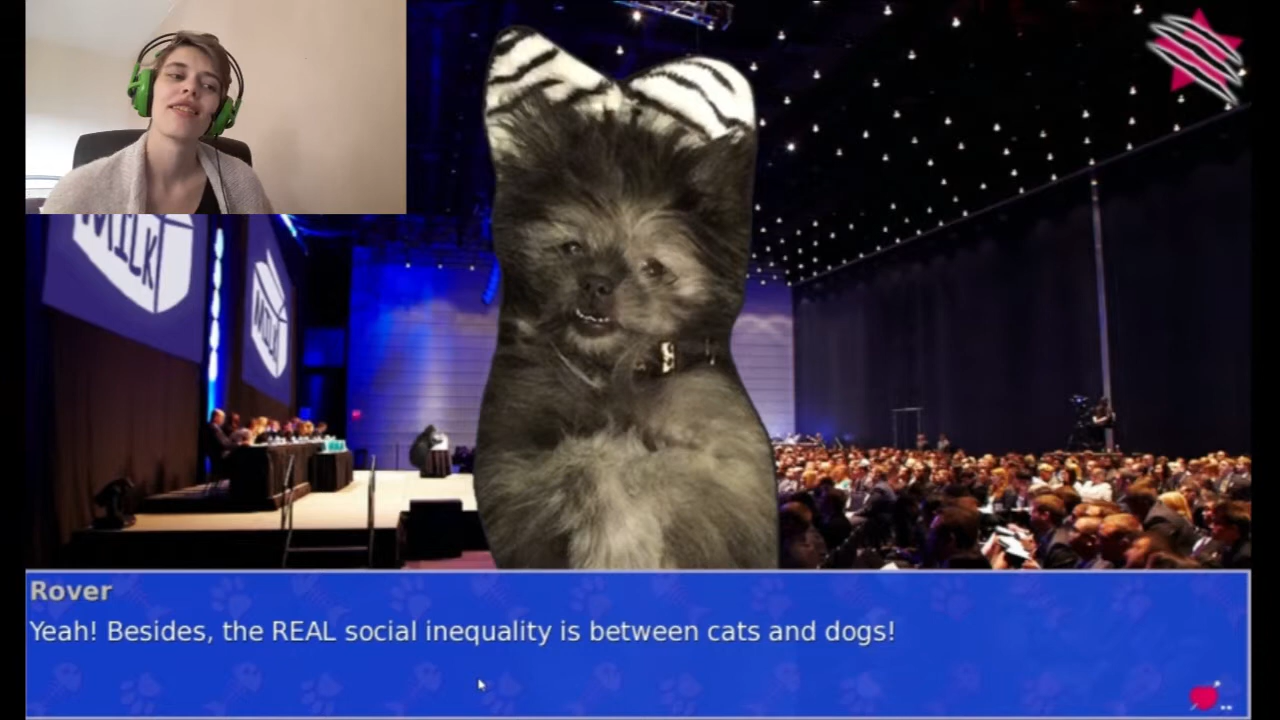 MILK
MILK
Rover
Yeah! Besides, the REAL social inequality is between cats and dogs!